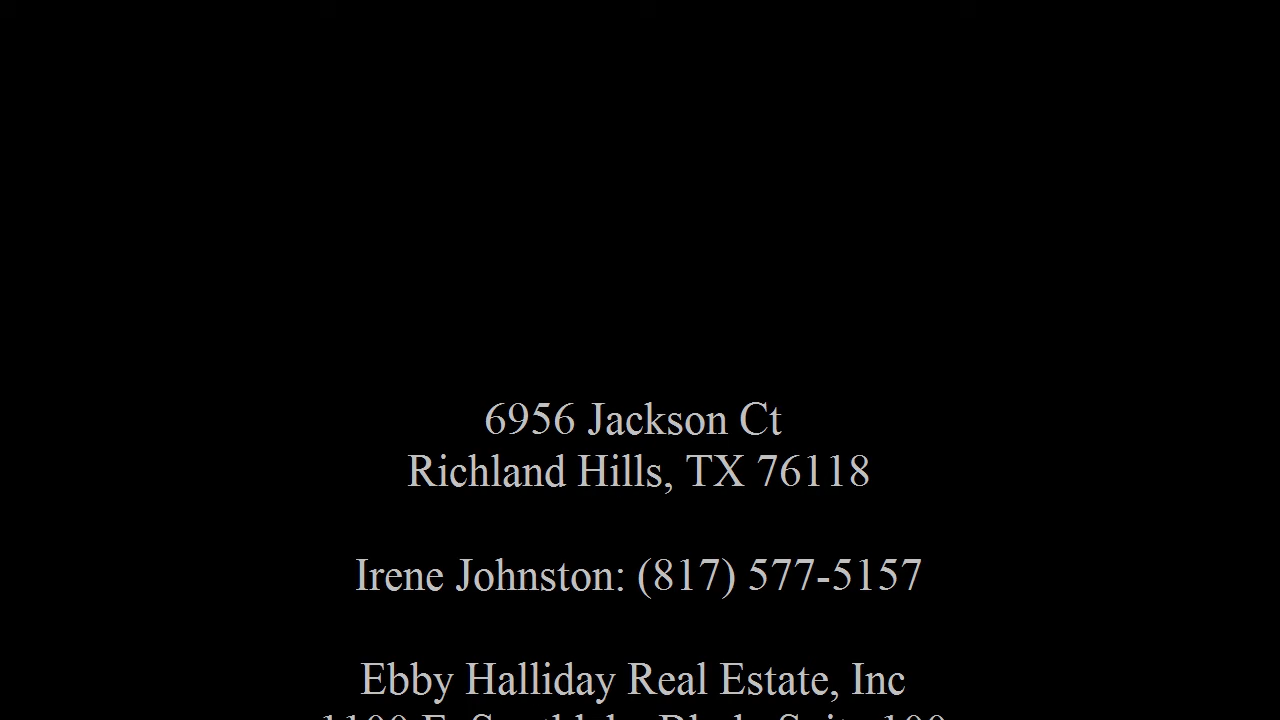 6956 Jackson Ct
Richland Hills, TX 76118
Irene Johnston: (817) 577-5157
Ebby Halliday Real Estate, Inc